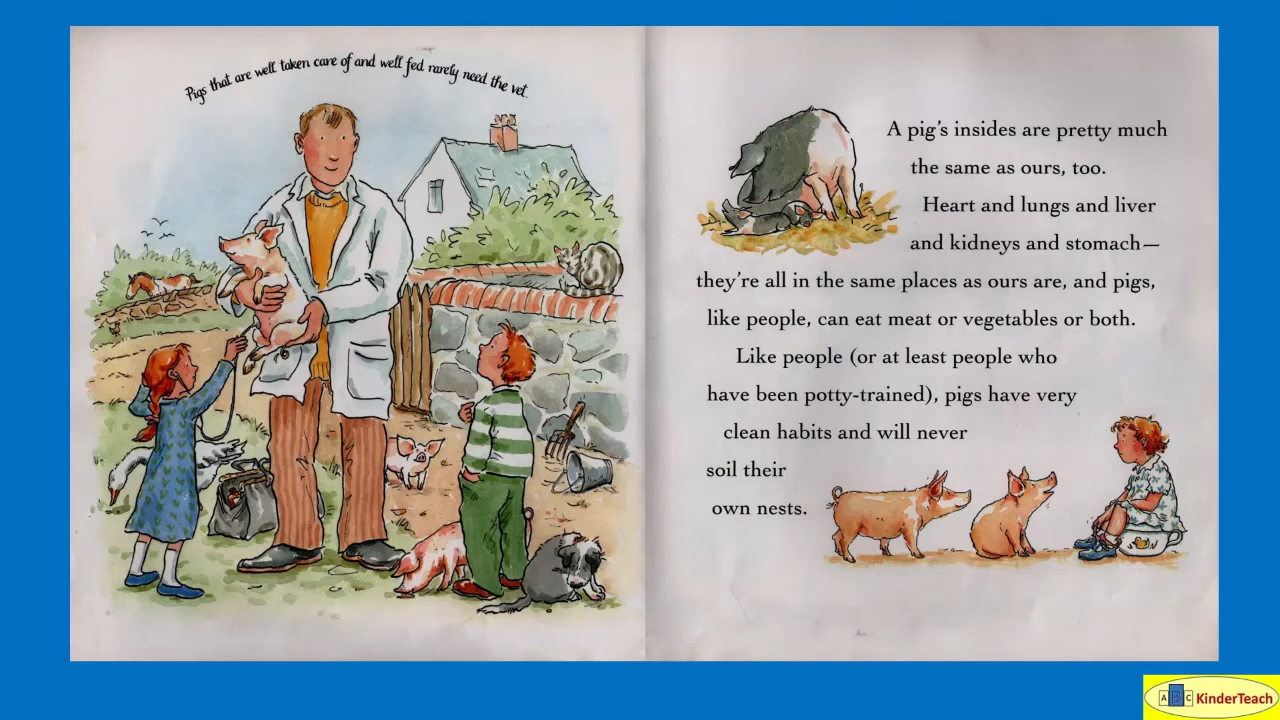 Pigs that are well taken care of and well fed rarely need the vet.
A pig's insides are pretty much
the same as ours, too.
Heart and lungs and liver
and kidneys and stomach—
they're all in the same places as ours are, and pigs,
like people, can eat meat or vegetables or both.
Like people (or at least people who
have been potty-trained), pigs have very
clean habits and will never
soil their
own nests.
ABC KinderTeach